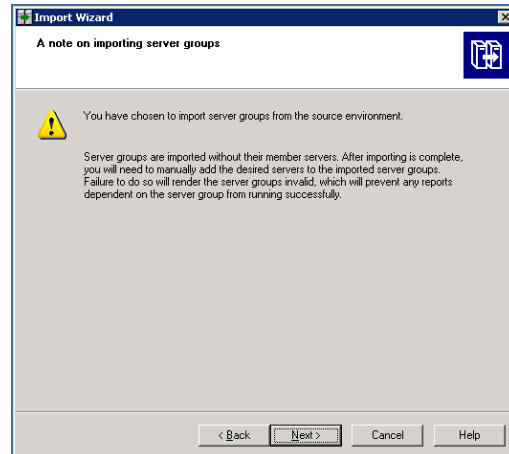 Import Wizard
A note on importing server groups
You have chosen to import server groups from the source environment.
Server groups are imported without their member servers. After importing is complete,
you will need to manually add the desired servers to the imported server groups.
Failure to do so will render the server groups invalid, which will prevent any reports
dependent on the server group from running successfully.
< Back
Next >
Cancel
Help